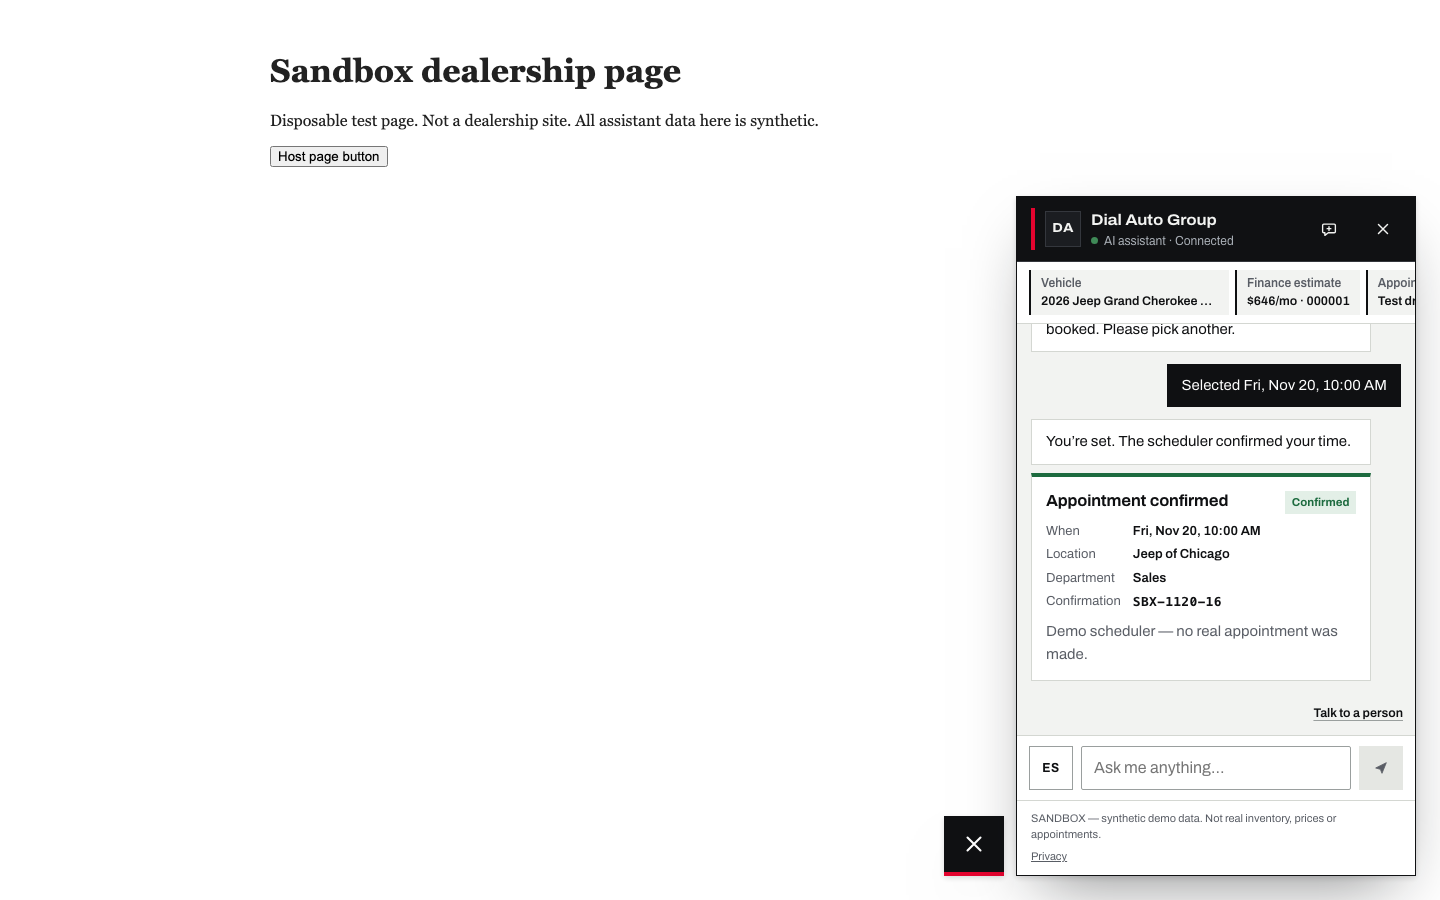 Sandbox dealership page
Disposable test page. Not a dealership site. All assistant data here is synthetic.
Host page button
DA
Dial Auto Group
AI assistant · Connected
Vehicle
2026 Jeep Grand Cherokee ...
Finance estimate
$646/mo · 000001
Appoin
Test dr
booked. Please pick another.
Selected Fri, Nov 20, 10:00 AM
You're set. The scheduler confirmed your time.
Appointment confirmed
Confirmed
When Fri, Nov 20, 10:00 AM
Location Jeep of Chicago
Department Sales
Confirmation SBX-1120-16
Demo scheduler — no real appointment was
made.
Talk to a person
ES
Ask me anything...
SANDBOX — synthetic demo data. Not real inventory, prices or
appointments.
Privacy